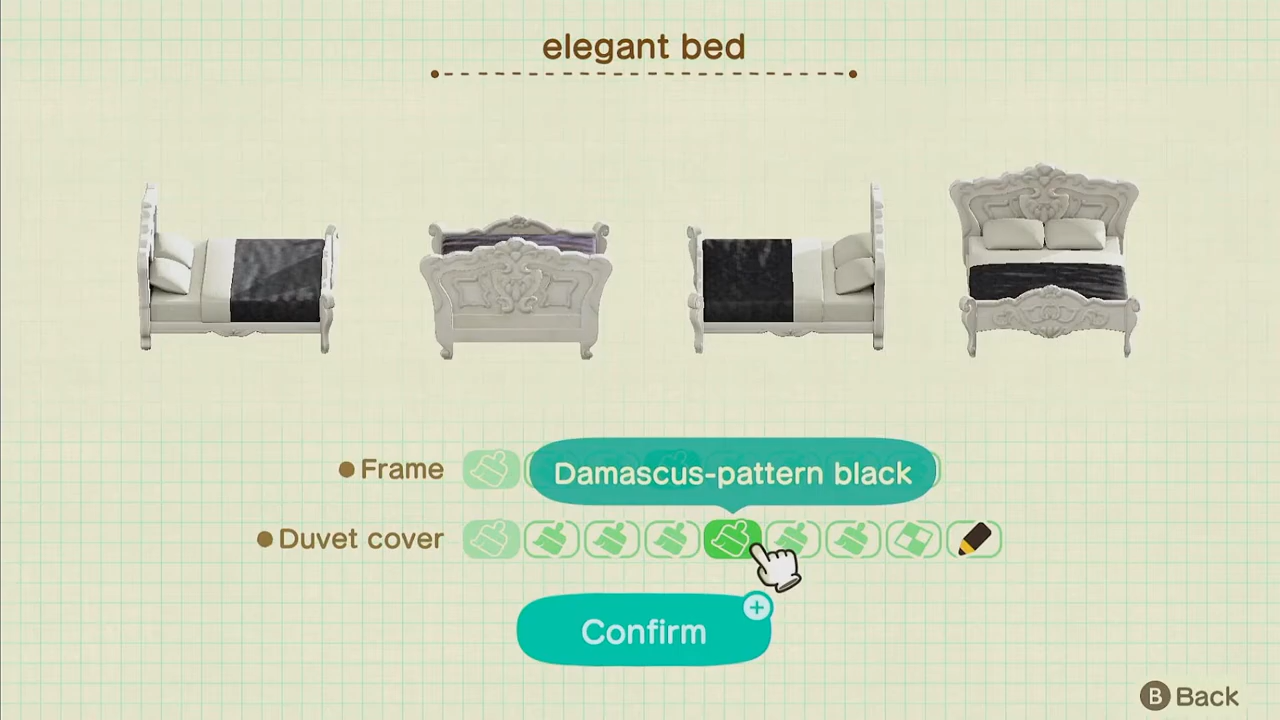 elegant bed
Frame
Damascus-pattern black
Duvet cover
Confirm
+
B Back